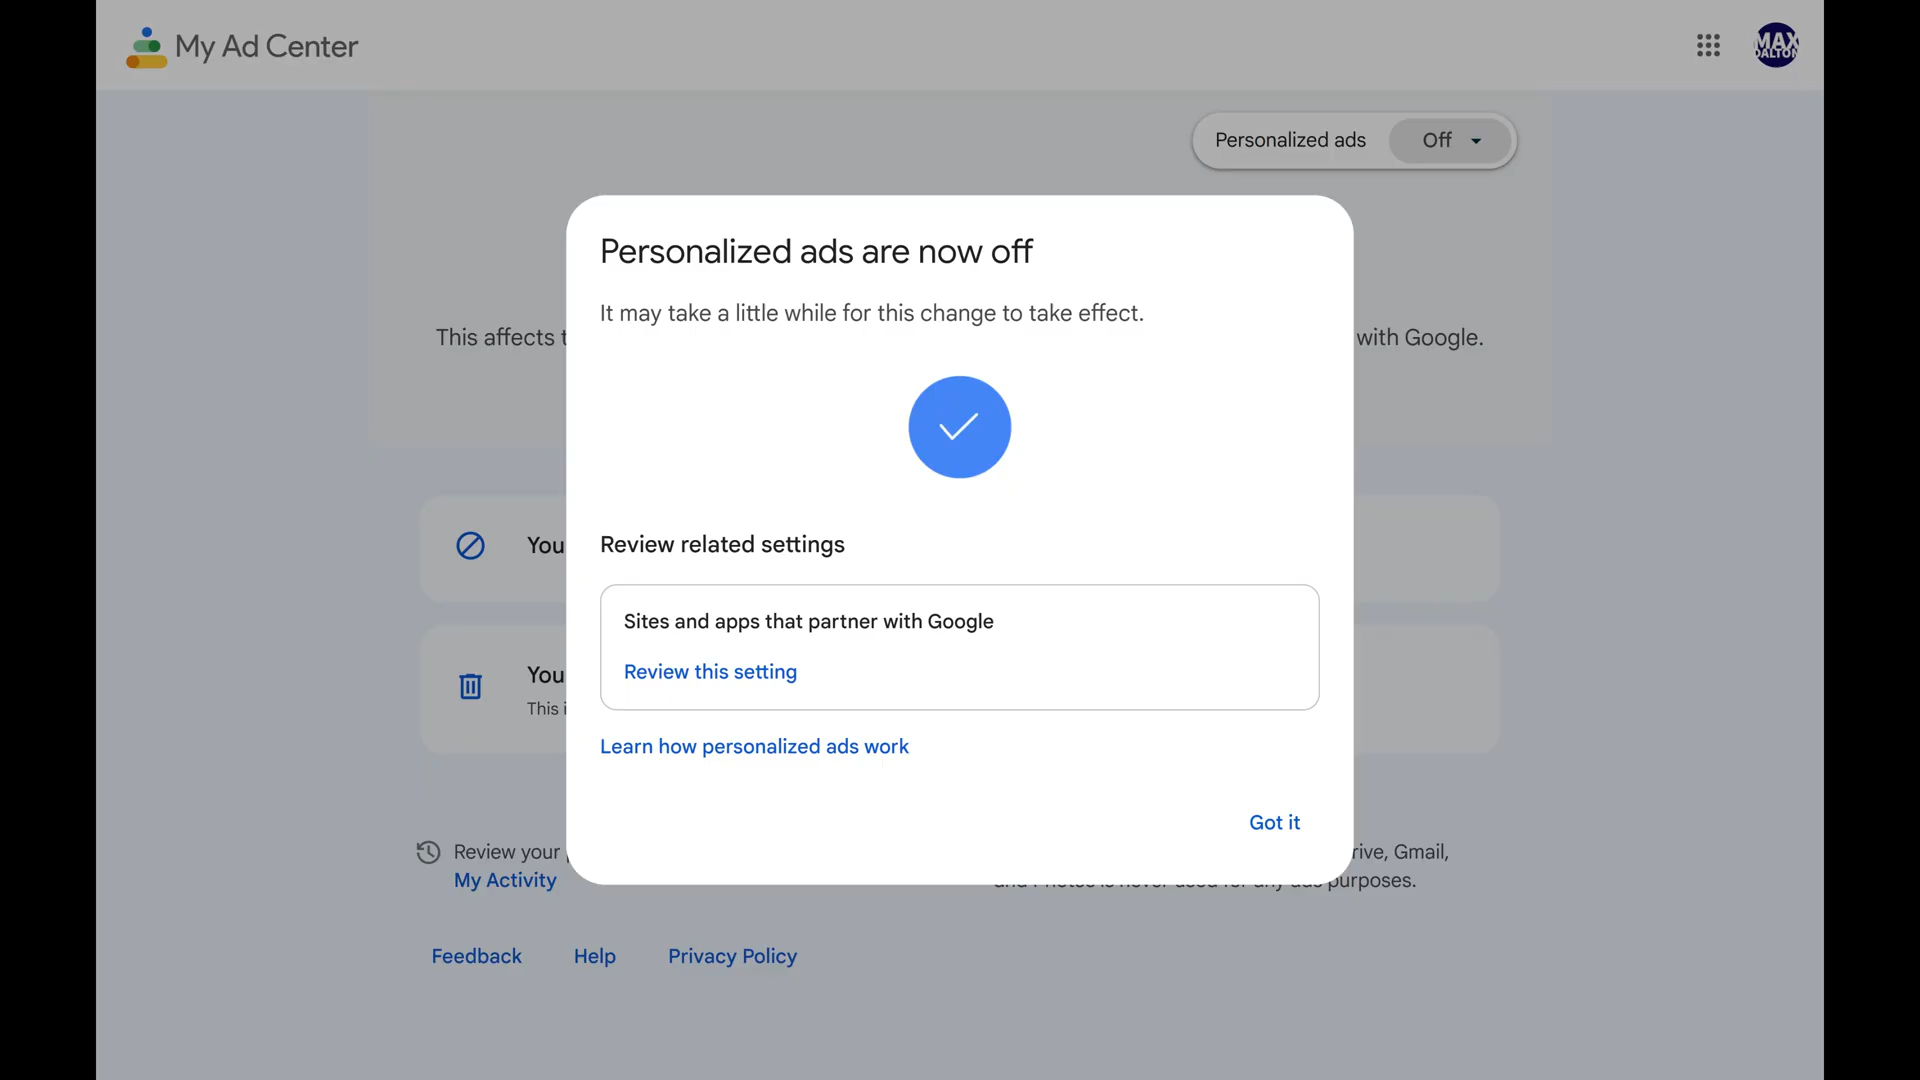 My Ad Center
MAX
DALTON
Personalized ads Off
Personalized ads are now off
It may take a little while for this change to take effect.
This affects with Google.
You
Review related settings
Sites and apps that partner with Google
You
Review this setting
This
Learn how personalized ads work
Got it
Review your rive, Gmail,
My Activity purposes.
Feedback Help Privacy Policy